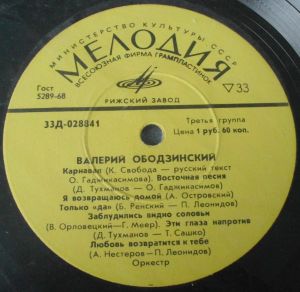 МИНИСТЕРСТВО КУЛЬТУРЫ СССР
МЕЛОДИЯ
ВСЕСОЮЗНАЯ ФИРМА ГРАМПЛАСТИНОК
Гост
5289-68
▽33
РИЖСКИЙ ЗАВОД
33Д-028841
Третья группа
Цена 1 руб. 60 коп.
ВАЛЕРИЙ ОБОДЗИНСКИЙ
Карнавал (К. Свобода — русский текст
О. Гаджикасимова). Восточная песня
(Д. Тухманов — О. Гаджикасимов)
Я возвращаюсь домой (А. Островский)
Только «да» (Б. Ренский — П. Леонидов)
Заблудились видно соловьи
(В. Орловецкий—Г. Меер). Эти глаза напротив
(Д. Тухманов — Т. Сашко)
Любовь возвратится к тебе
(А. Нестеров—П. Леонидов)
Оркестр